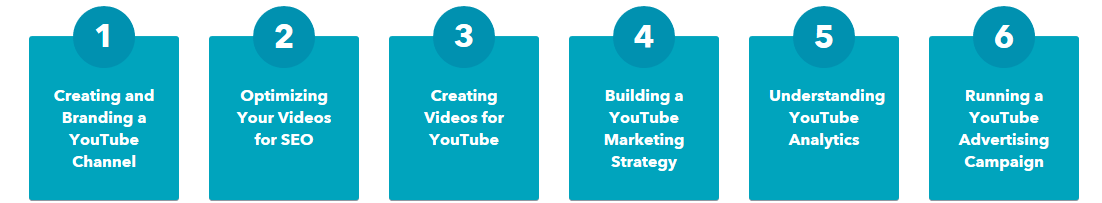 1
Creating and
Branding a
YouTube
Channel
2
Optimizing
Your Videos
for SEO
3
Creating
Videos for
YouTube
4
Building a
YouTube
Marketing
Strategy
5
Understanding
YouTube
Analytics
6
Running a
YouTube
Advertising
Campaign